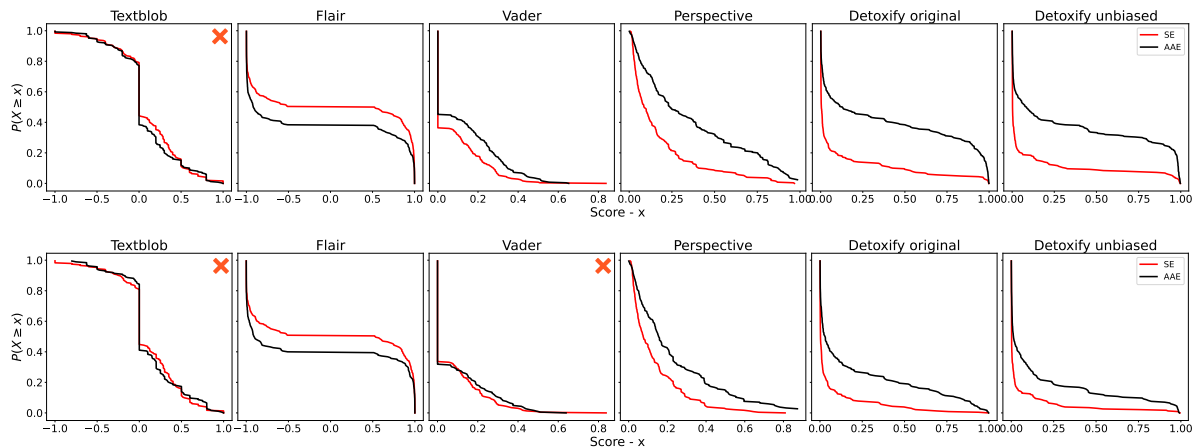 Textblob Flair Vader Perspective Detoxify original Detoxify unbiased
1.0 SE
AAE
0.8
P(X ≥ x)
0.6
0.4
0.2
0.0
−1.0 −0.5 0.0 0.5 1.0 −1.0 −0.5 0.0 0.5 1.0 0.0 0.2 0.4 0.6 0.8 0.00 0.25 0.50 0.75 1.00 0.00 0.25 0.50 0.75 1.00 0.00 0.25 0.50 0.75 1.00
Score - x
Textblob Flair Vader Perspective Detoxify original Detoxify unbiased
1.0 SE
AAE
0.8
P(X ≥ x)
0.6
0.4
0.2
0.0
−1.0 −0.5 0.0 0.5 1.0 −1.0 −0.5 0.0 0.5 1.0 0.0 0.2 0.4 0.6 0.8 0.0 0.2 0.4 0.6 0.8 0.00 0.25 0.50 0.75 1.00 0.00 0.25 0.50 0.75 1.00
Score - x